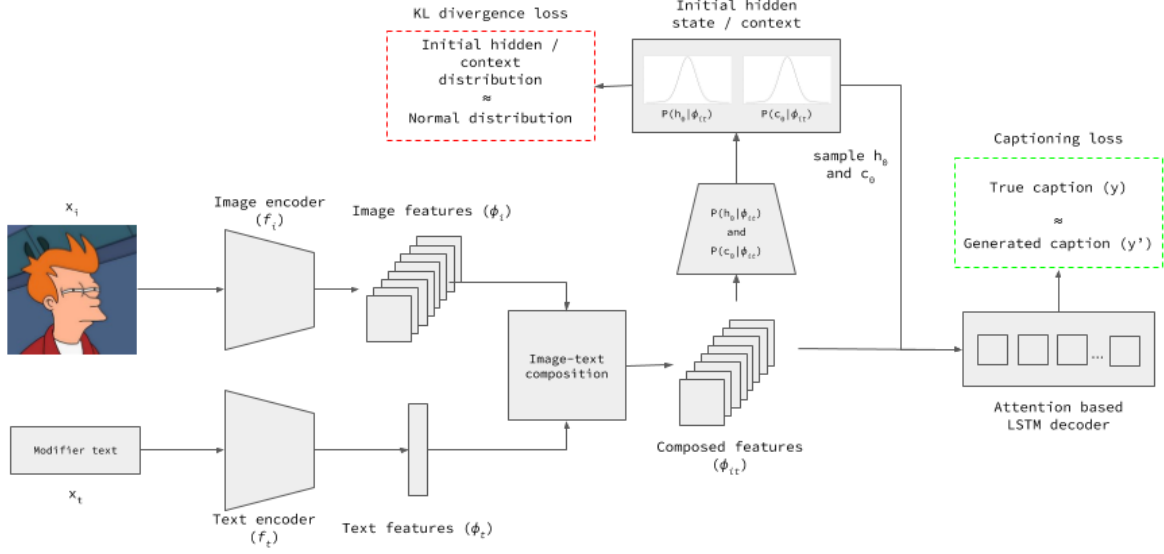 KL divergence loss
Initial hidden /
context
distribution
≈
Normal distribution
Initial hidden
state / context
P(h₀|ϕᵢₜ)
P(c₀|ϕᵢₜ)
sample h₀
and c₀
Captioning loss
True caption (y)
≈
Generated caption (y’)
xᵢ
Image encoder
(fᵢ)
Image features (ϕᵢ)
P(h₀|ϕᵢₜ)
and
P(c₀|ϕᵢₜ)
Image-text
composition
...
Attention based
LSTM decoder
Composed features
(ϕᵢₜ)
Modifier text
xₜ
Text encoder
(fₜ)
Text features (ϕₜ)